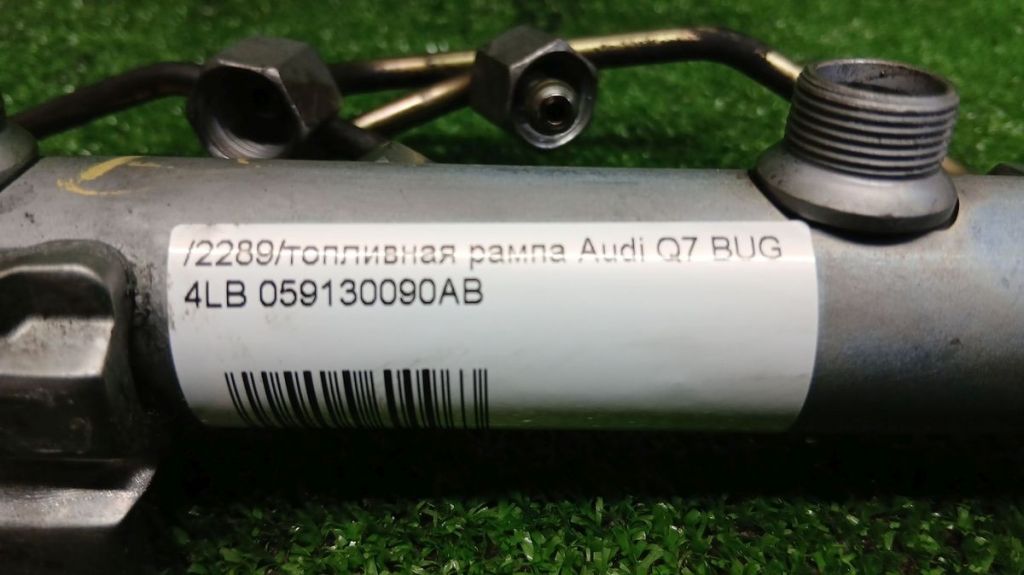 /2289/топливная рампа Audi Q7 BUG
4LB 059130090AB